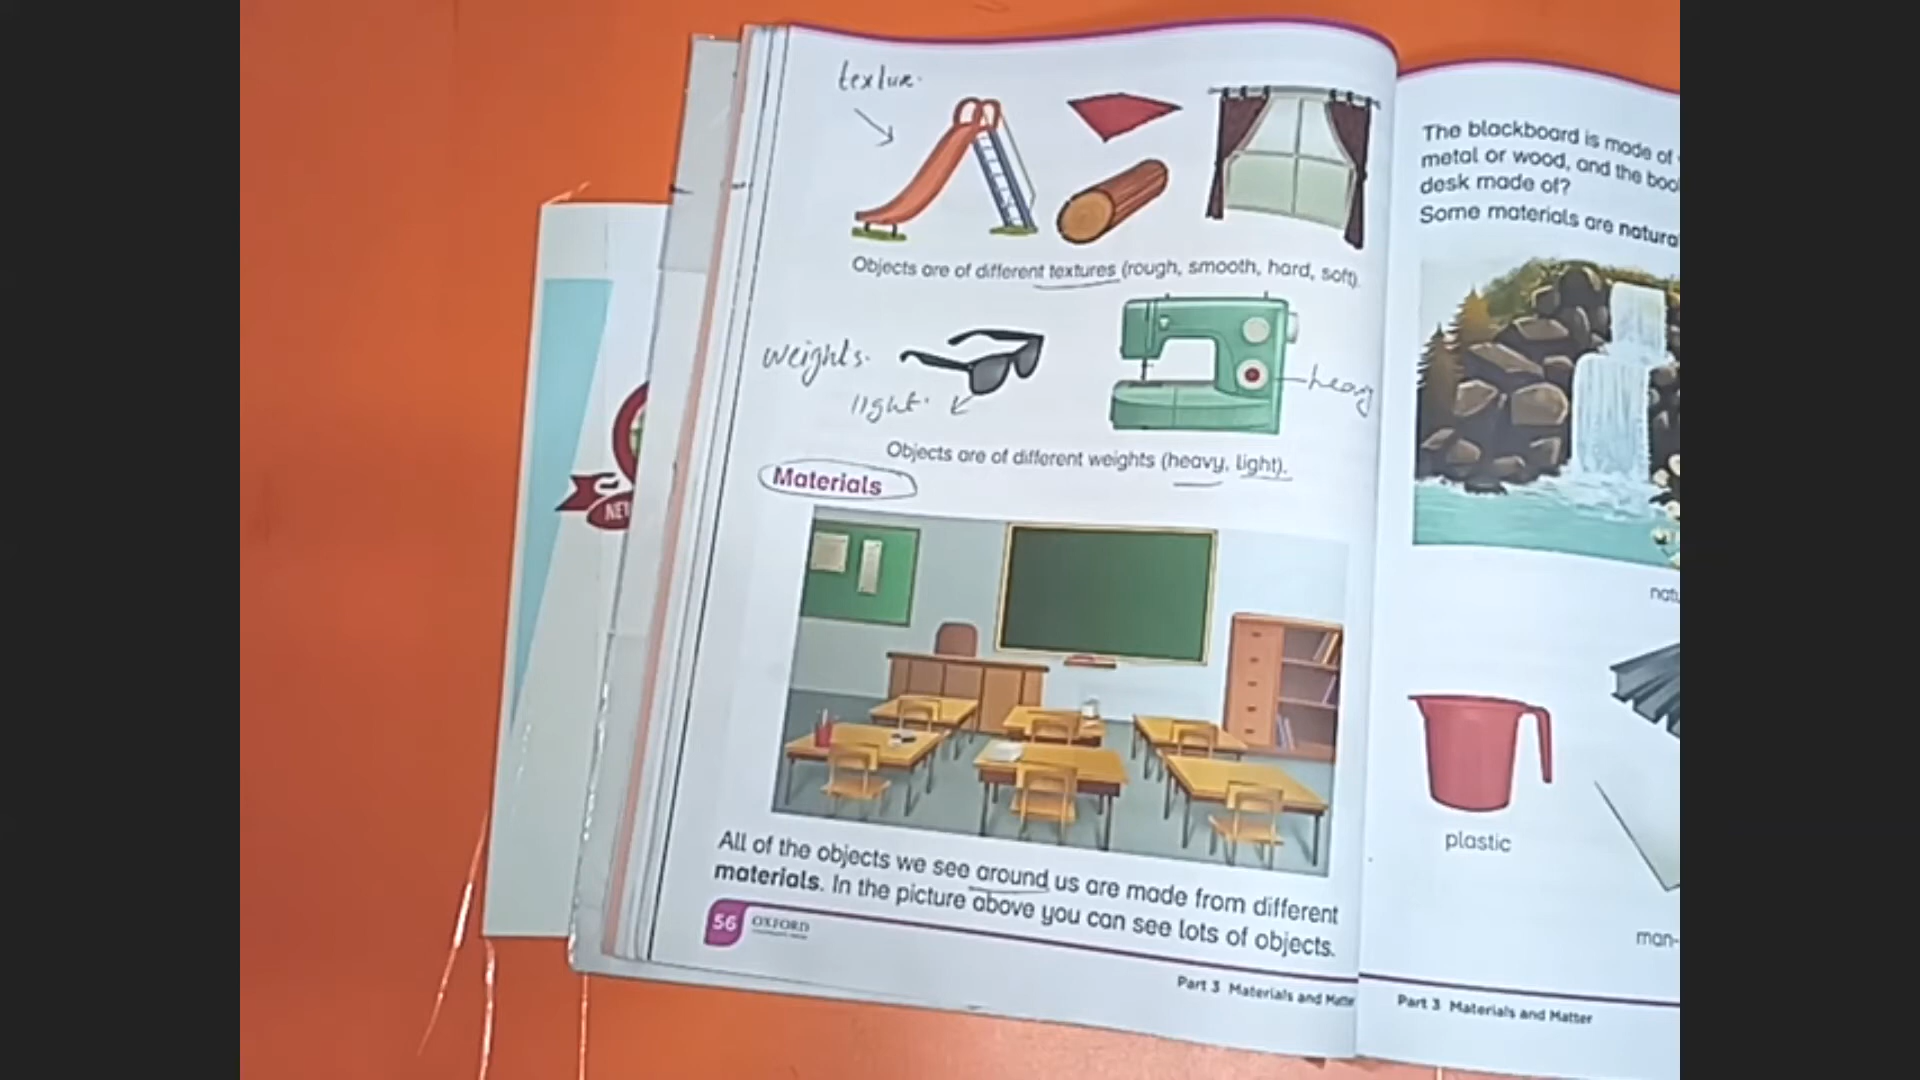 textur.
Objects are of different textures (rough, smooth, hard, soft).
weights.
light.
heavy
Objects are of different weights (heavy, light).
Materials
All of the objects we see around us are made from different
materials. In the picture above you can see lots of objects.
56
OXFORD
Part 3 Materials and Matter
NET
The blackboard is made of
metal or wood, and the
desk made of?
Some materials are
plastic
Part 3 Materials and Matter